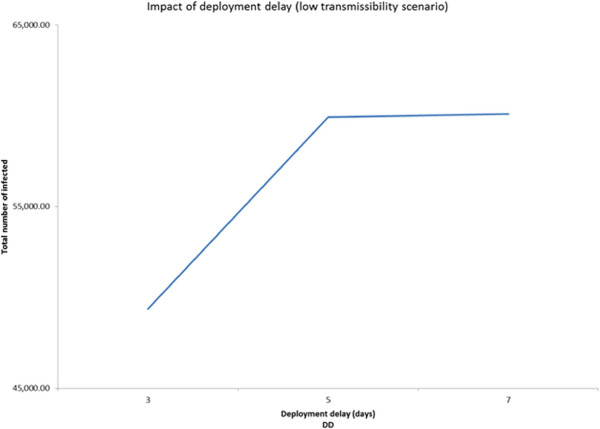 Impact of deployment delay (low transmissibility scenario)
65,000.00
55,000.00
45,000.00
Total number of infected
3 5 7
Deployment delay (days)
DD